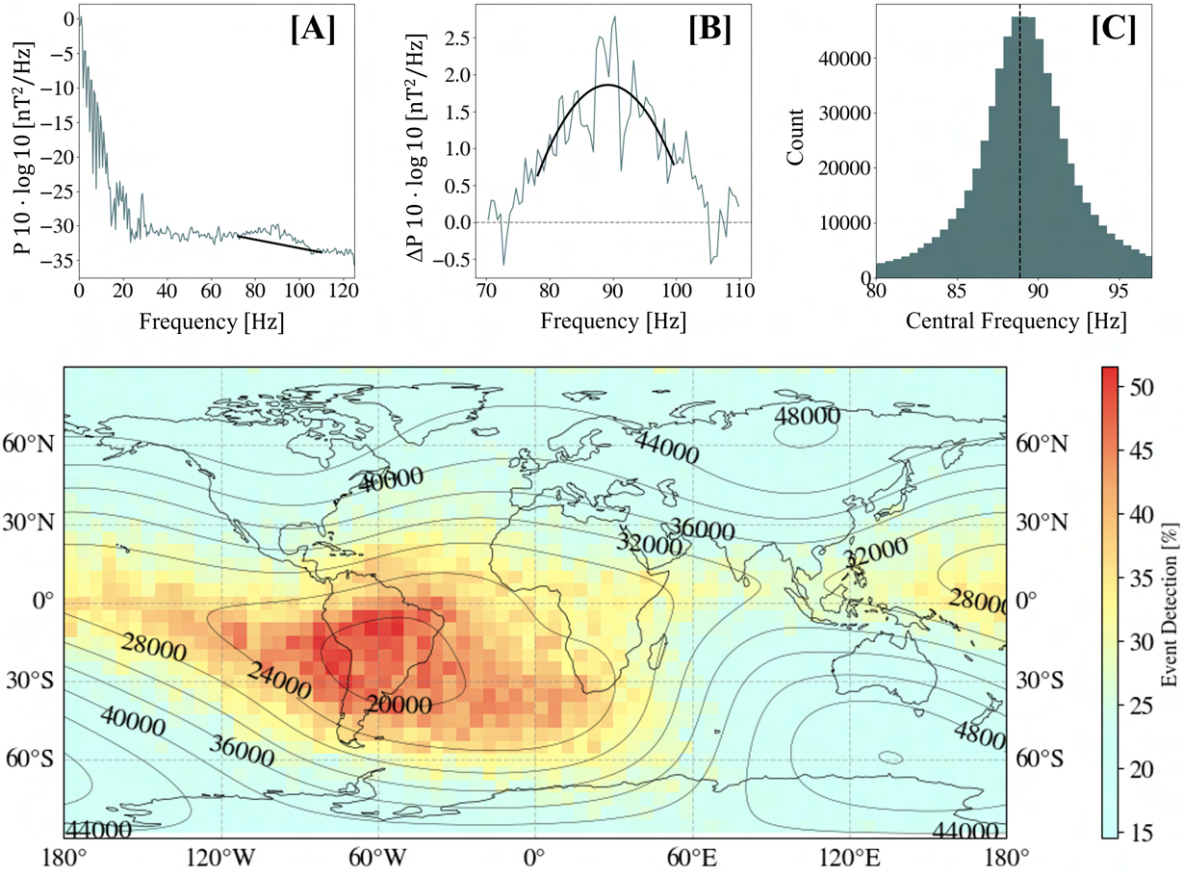 [A]
P 10 · log 10 [nT²/Hz]
0
−5
−10
−15
−20
−25
−30
−35
0 20 40 60 80 100 120
Frequency [Hz]
[B]
ΔP 10 · log 10 [nT²/Hz]
2.5
2.0
1.5
1.0
0.5
0.0
−0.5
70 80 90 100 110
Frequency [Hz]
[C]
Count
40000
30000
20000
10000
0
80 85 90 95
Central Frequency [Hz]
60°N
30°N
0°
30°S
60°S
180° 120°W 60°W 0° 60°E 120°E 180°
60°N
30°N
0°
30°S
60°S
48000
44000
40000
36000
32000
32000
28000
28000
24000
20000
40000
36000
4800
44000
44000
50
45
40
35
30
25
20
15
Event Detection [%]